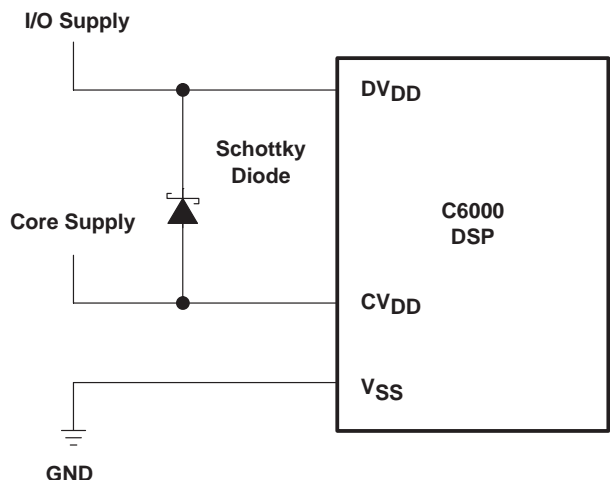 I/O Supply
DVDD
Schottky
Diode
C6000
DSP
Core Supply
CVDD
VSS
GND